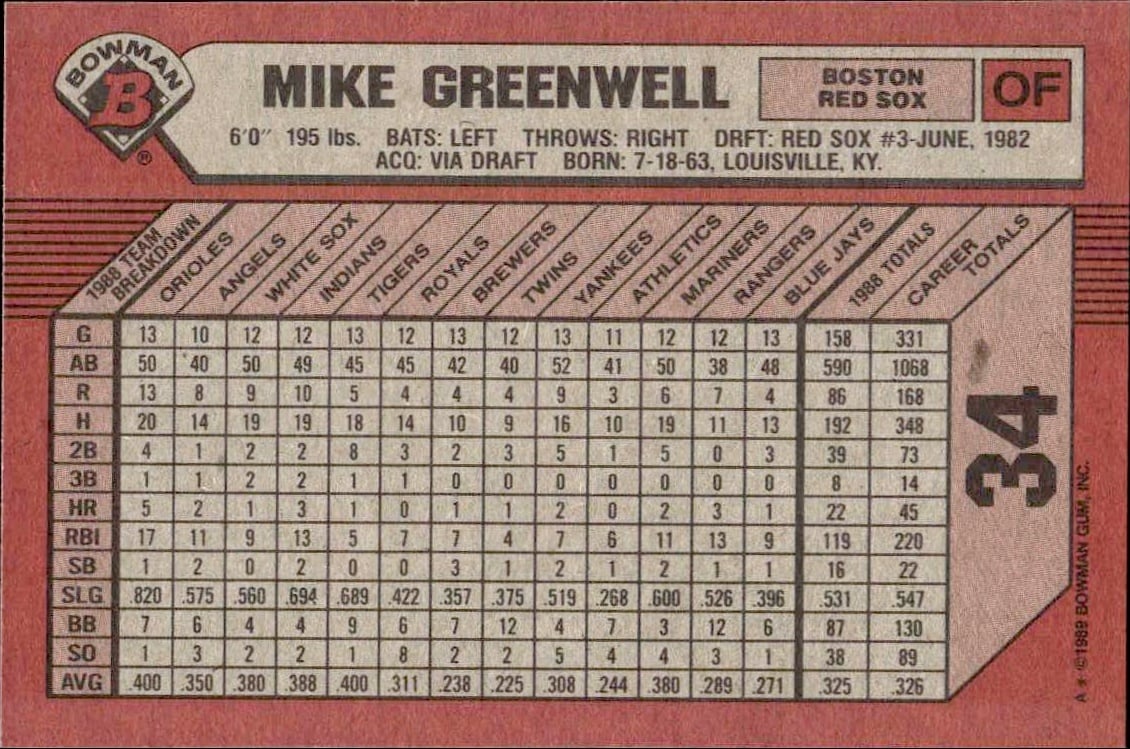 BOWMAN
B
®
MIKE GREENWELL
BOSTON
RED SOX
OF
6'0" 195 lbs. BATS: LEFT THROWS: RIGHT DRFT: RED SOX #3-JUNE, 1982
ACQ: VIA DRAFT BORN: 7-18-63, LOUISVILLE, KY.
1988 TEAM BREAKDOWN ORIOLES ANGELS WHITE SOX INDIANS TIGERS ROYALS BREWERS TWINS YANKEES ATHLETICS MARINERS RANGERS BLUE JAYS 1988 TOTALS CAREER TOTALS
G 13 10 12 12 13 12 13 12 13 11 12 12 13 158 331
AB 50 40 50 49 45 45 42 40 52 41 50 38 48 590 1068
R 13 8 9 10 5 4 4 4 9 3 6 7 4 86 168
H 20 14 19 19 18 14 10 9 16 10 19 11 13 192 348
2B 4 1 2 2 8 3 2 3 5 1 5 0 3 39 73
3B 1 1 2 2 1 1 0 0 0 0 0 0 0 8 14
HR 5 2 1 3 1 0 1 1 2 0 2 3 1 22 45
RBI 17 11 9 13 5 7 7 4 7 6 11 13 9 119 220
SB 1 2 0 2 0 0 3 1 2 1 2 1 1 16 22
SLG .820 .575 .560 .694 .689 .422 .357 .375 .519 .268 .600 .526 .396 .531 .547
BB 7 6 4 4 9 6 7 12 4 7 3 12 6 87 130
SO 1 3 2 2 1 8 2 2 5 4 4 3 1 38 89
AVG .400 .350 .380 .388 .400 .311 .238 .225 .308 .244 .380 .289 .271 .325 .326
34
A * ©1989 BOWMAN GUM, INC.